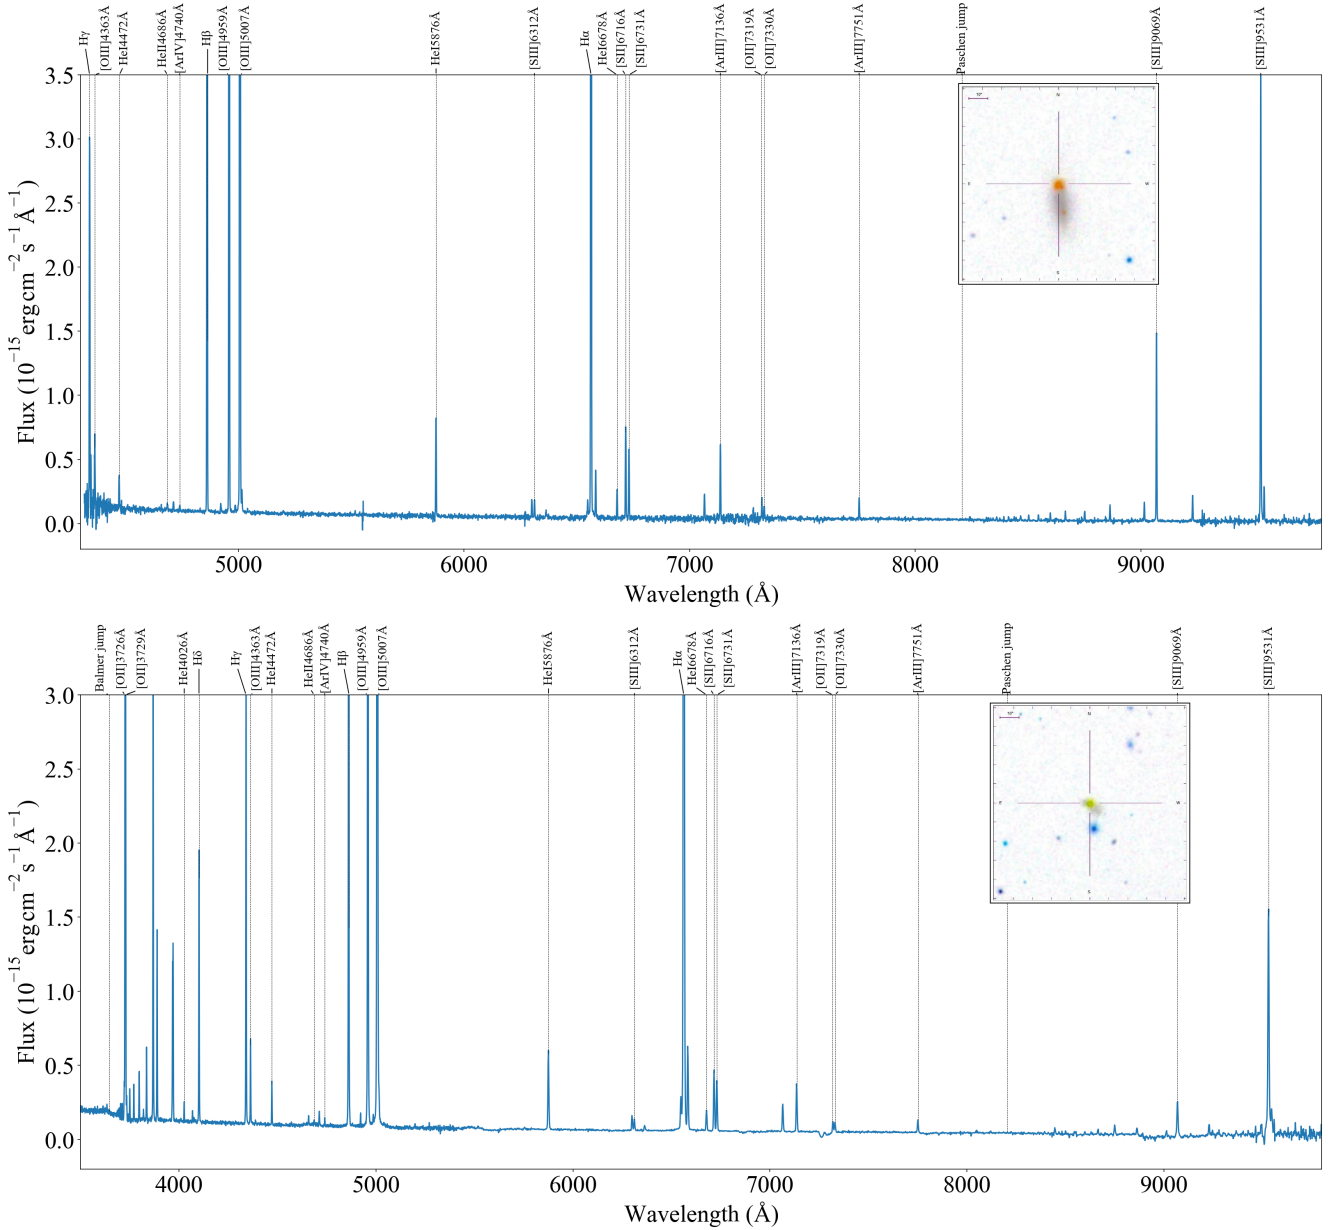 Hγ
[OIII]4363Å
HeI4472Å
HeII4686Å
[ArIV]4740Å
Hβ
[OIII]4959Å
[OIII]5007Å
HeI5876Å
[SIII]6312Å
Hα
HeI6678Å
[SII]6716Å
[SII]6731Å
[ArIII]7136Å
[OII]7319Å
[OII]7330Å
[ArIII]7751Å
Paschen jump
[SIII]9069Å
[SIII]9531Å
3.5
3.0
2.5
2.0
1.5
1.0
0.5
0.0
Flux (10⁻¹⁵ erg cm⁻² s⁻¹ Å⁻¹)
10"
N
E
W
S
5000
6000
7000
8000
9000
Wavelength (Å)
Balmer jump
[OII]3726Å
[OII]3729Å
HeI4026Å
Hδ
Hγ
[OIII]4363Å
HeI4472Å
HeII4686Å
[ArIV]4740Å
Hβ
[OIII]4959Å
[OIII]5007Å
HeI5876Å
[SIII]6312Å
Hα
HeI6678Å
[SII]6716Å
[SII]6731Å
[ArIII]7136Å
[OII]7319Å
[OII]7330Å
[ArIII]7751Å
Paschen jump
[SIII]9069Å
[SIII]9531Å
3.0
2.5
2.0
1.5
1.0
0.5
0.0
Flux (10⁻¹⁵ erg cm⁻² s⁻¹ Å⁻¹)
10"
N
E
W
S
4000
5000
6000
7000
8000
9000
Wavelength (Å)